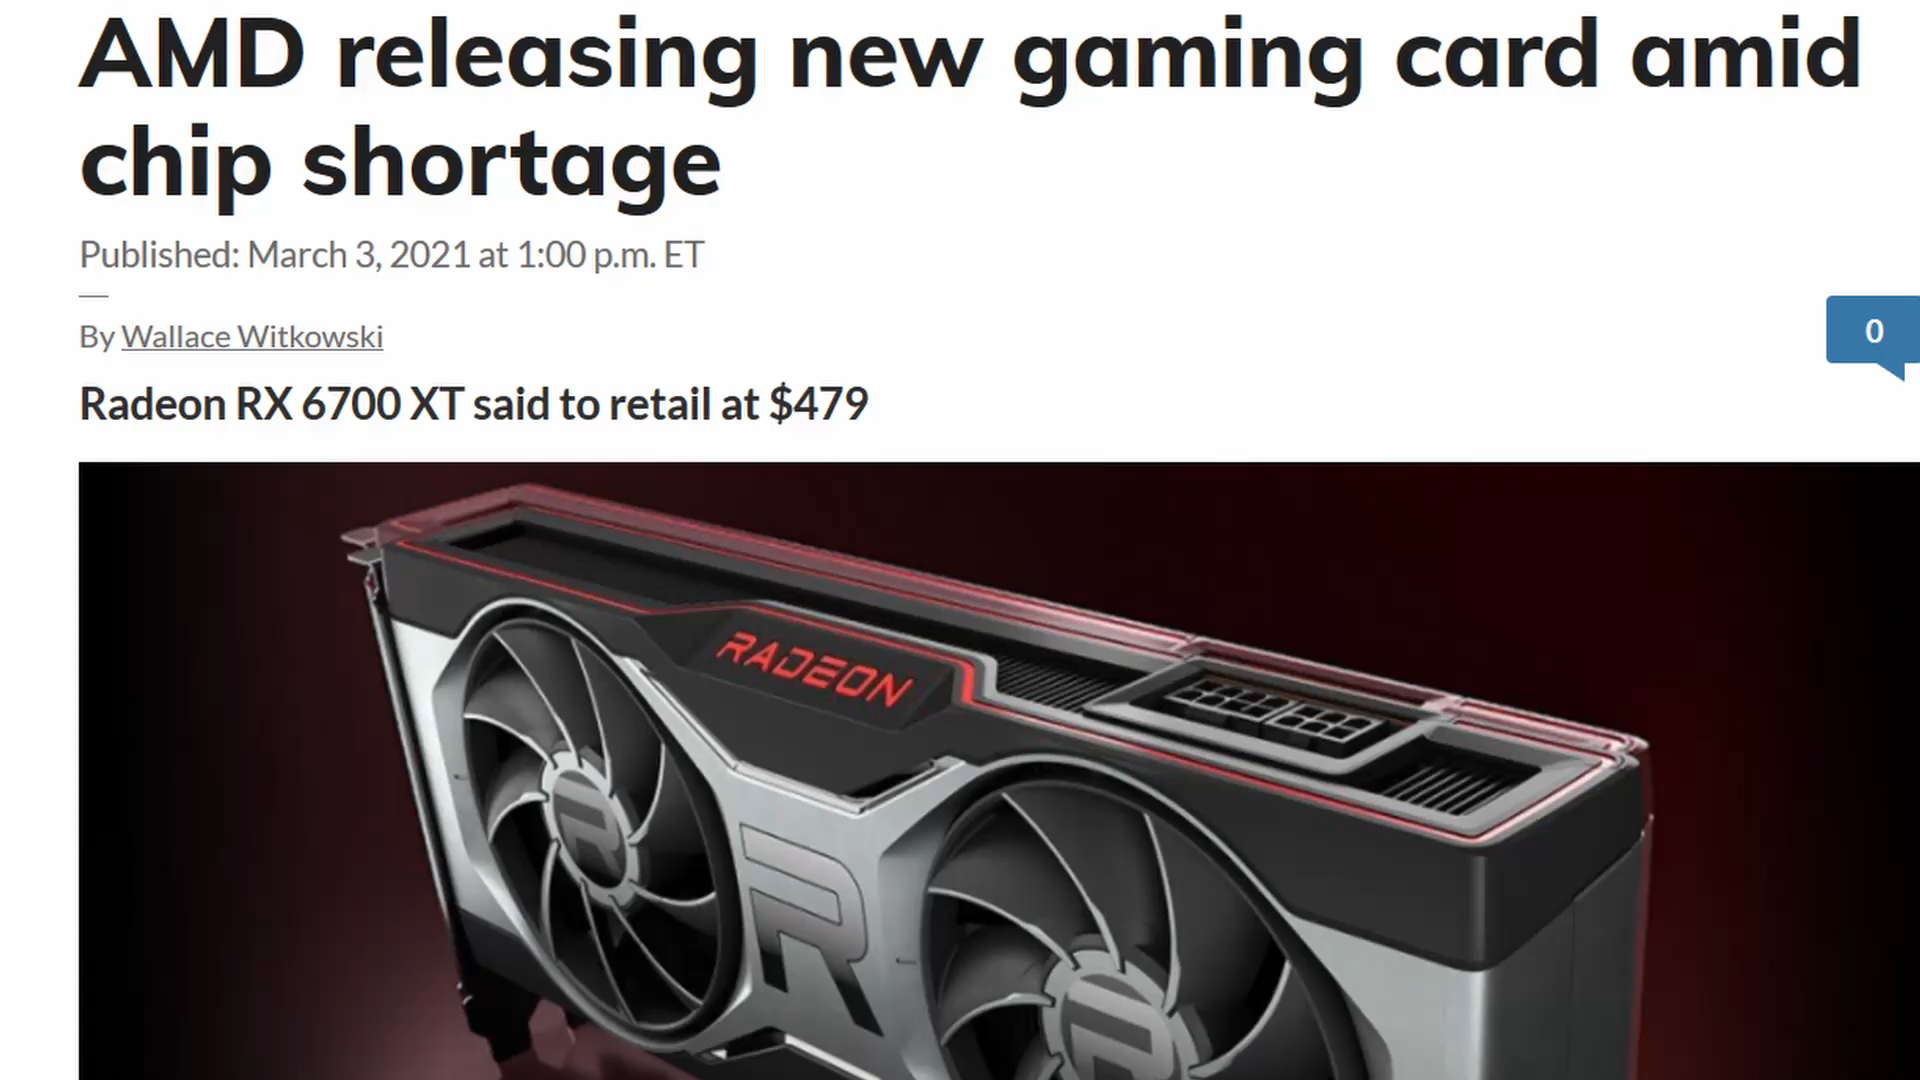 AMD releasing new gaming card amid
chip shortage
Published: March 3, 2021 at 1:00 p.m. ET
By Wallace Witkowski
0
Radeon RX 6700 XT said to retail at $479
RADEON
R
R
R